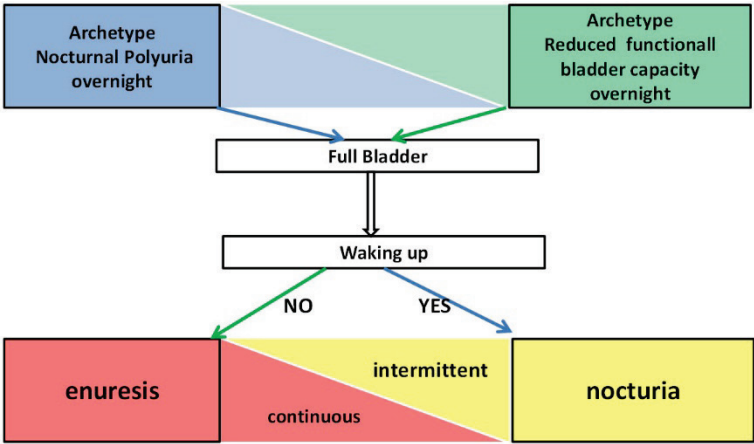 Archetype
Nocturnal Polyuria
overnight
Archetype
Reduced functionall
bladder capacity
overnight
Full Bladder
Waking up
NO
YES
enuresis
intermittent
continuous
nocturia